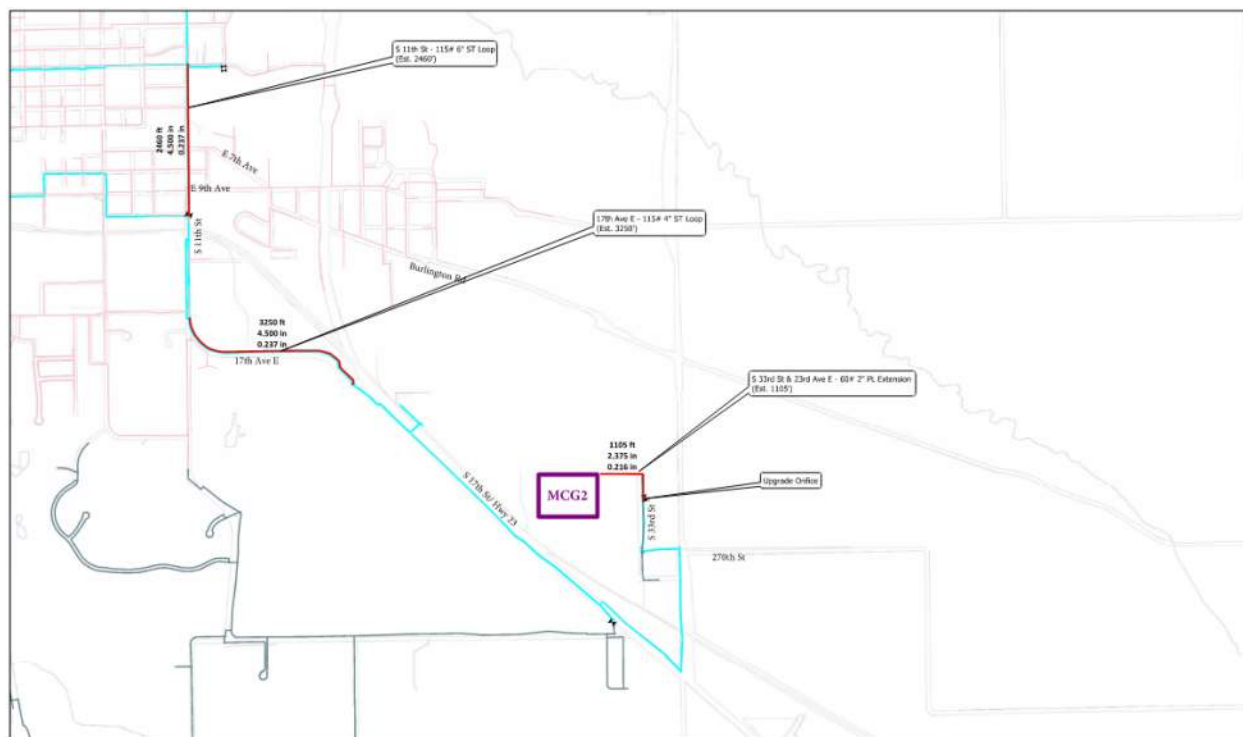 S 11th St - 115# 6" ST Loop
(Est. 2460')
2460 ft
4.500 in
0.237 in
E 7th Ave
E 9th Ave
S 11th St
17th Ave E - 115# 4" ST Loop
(Est. 3250')
Burlington Rd
3250 ft
4.500 in
0.237 in
17th Ave E
S 33rd St & 23rd Ave E - 60# 2" PL Extension
(Est. 1105')
1105 ft
2.375 in
0.216 in
Upgrade Orifice
MCG2
S 17th St/ Hwy 23
S 33rd St
270th St